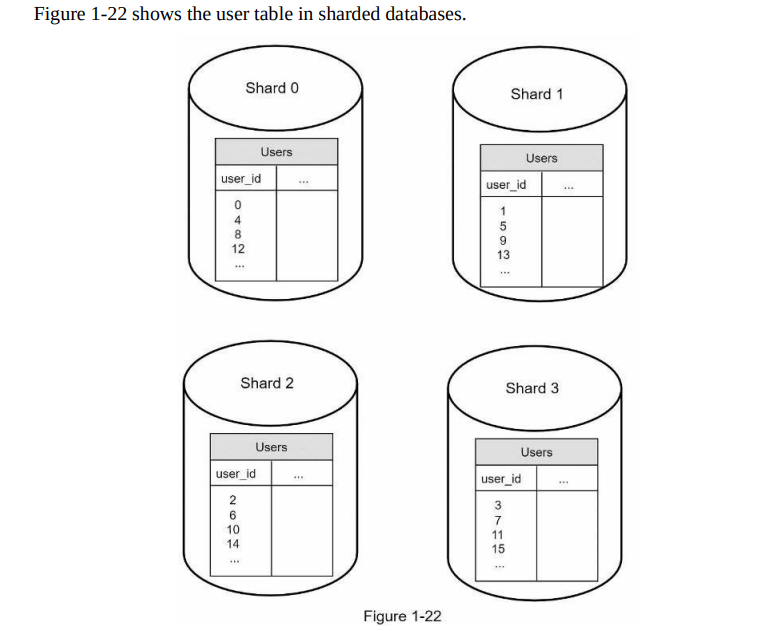 Figure 1-22 shows the user table in sharded databases.
Shard 0
Users
user_id ...
0
4
8
12
...
Shard 1
Users
user_id ...
1
5
9
13
...
Shard 2
Users
user_id ...
2
6
10
14
...
Shard 3
Users
user_id ...
3
7
11
15
...
Figure 1-22